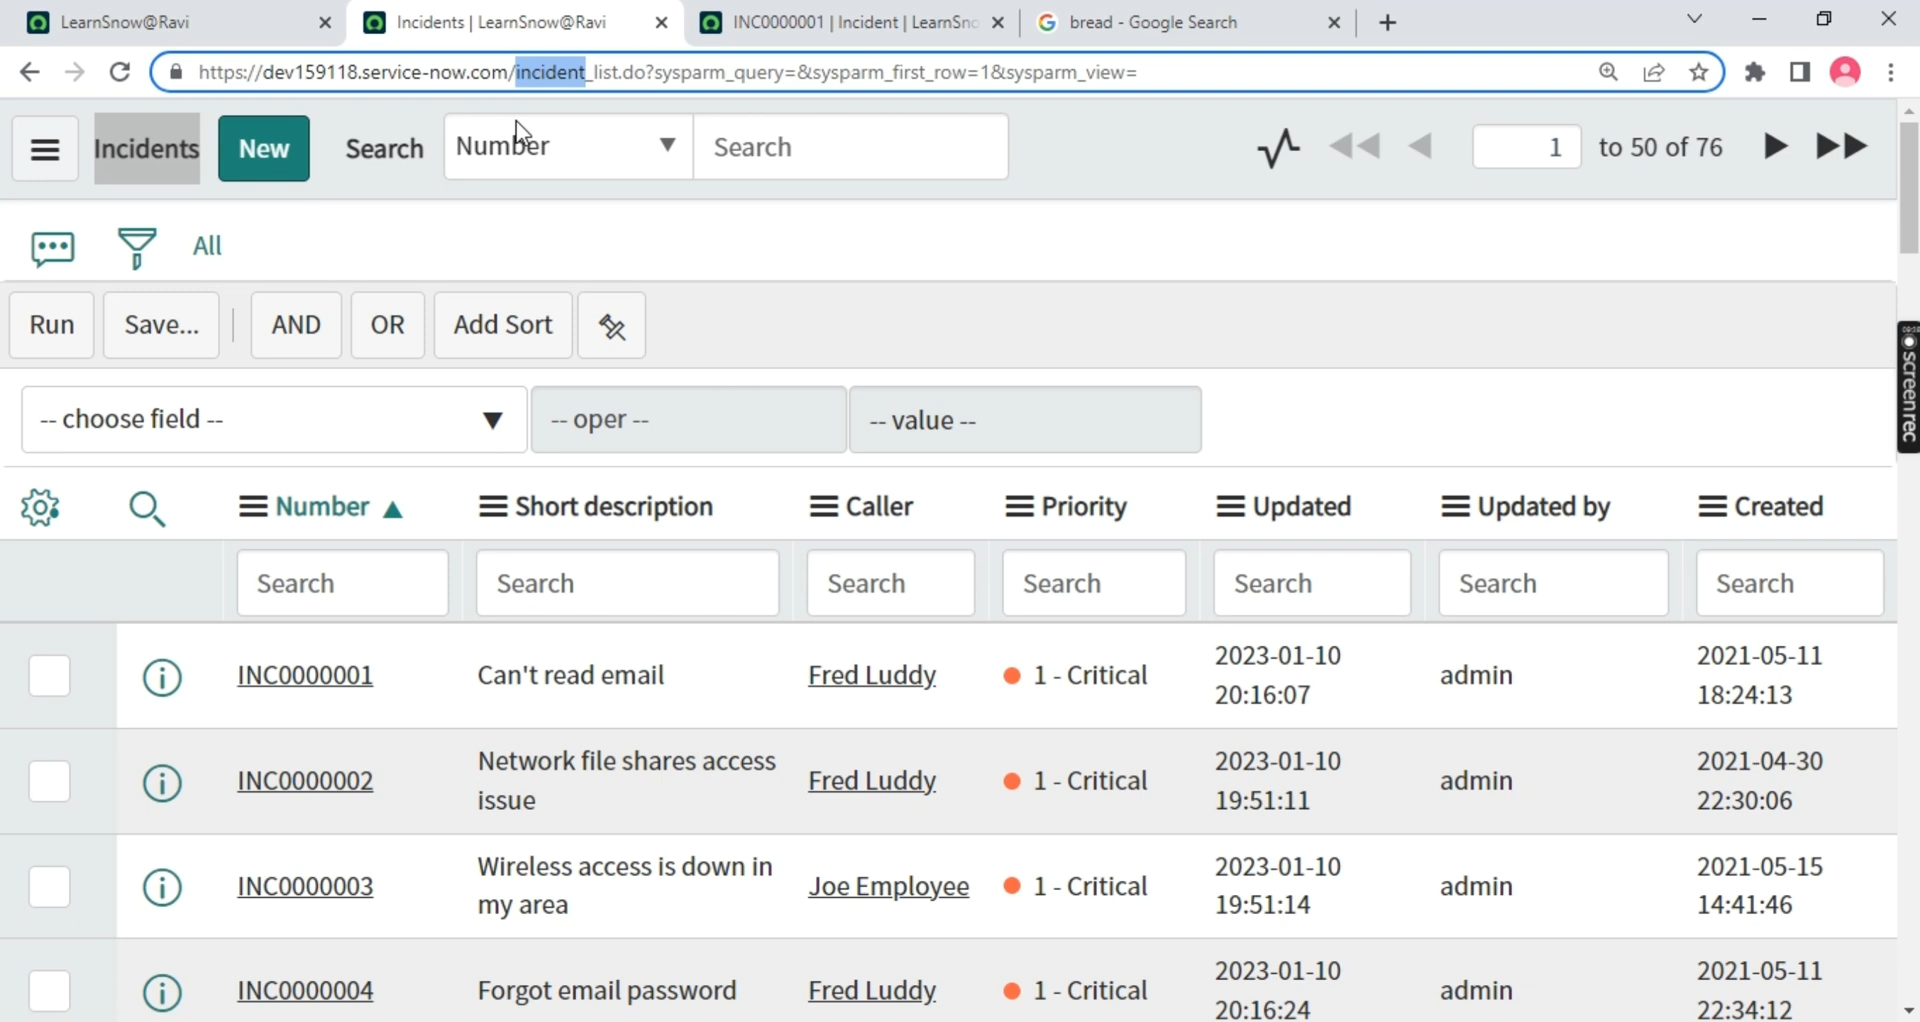 LearnSnow@Ravi
Incidents | LearnSnow@Ravi
INC0000001 | Incident | LearnSno
bread - Google Search
https://dev159118.service-now.com/incident_list.do?sysparm_query=&sysparm_first_row=1&sysparm_view=
Incidents New Search Number Search 1 to 50 of 76
All
Run Save... AND OR Add Sort
-- choose field -- -- oper -- -- value --
Number Short description Caller Priority Updated Updated by Created
Search Search Search Search Search Search Search
INC0000001 Can't read email Fred Luddy 1 - Critical 2023-01-10 20:16:07 admin 2021-05-11 18:24:13
INC0000002 Network file shares access issue Fred Luddy 1 - Critical 2023-01-10 19:51:11 admin 2021-04-30 22:30:06
INC0000003 Wireless access is down in my area Joe Employee 1 - Critical 2023-01-10 19:51:14 admin 2021-05-15 14:41:46
INC0000004 Forgot email password Fred Luddy 1 - Critical 2023-01-10 20:16:24 admin 2021-05-11 22:34:12
screenrec